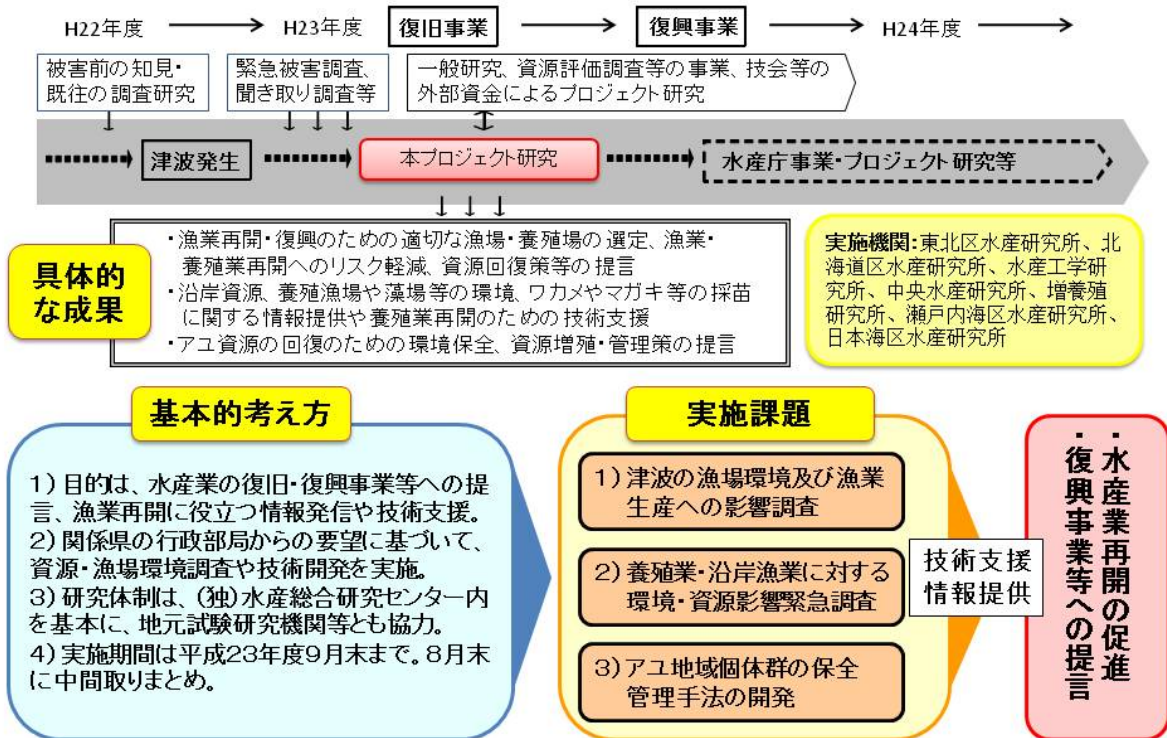 H22年度
H23年度
復旧事業
復興事業
H24年度
被害前の知見・
既往の調査研究
緊急被害調査、
聞き取り調査等
一般研究、資源評価調査等の事業、技会等の
外部資金によるプロジェクト研究
津波発生
本プロジェクト研究
水産庁事業・プロジェクト研究等
具体的
な成果
・漁業再開・復興のための適切な漁場・養殖場の選定、漁業・
養殖業再開へのリスク軽減、資源回復策等の提言
・沿岸資源、養殖漁場や藻場等の環境、ワカメやマガキ等の採苗
に関する情報提供や養殖業再開のための技術支援
・アユ資源の回復のための環境保全、資源増殖・管理策の提言
実施機関:東北区水産研究所、北
海道区水産研究所、水産工学研
究所、中央水産研究所、増養殖
研究所、瀬戸内海区水産研究所、
日本海区水産研究所
基本的考え方
1)目的は、水産業の復旧・復興事業等への提
言、漁業再開に役立つ情報発信や技術支援。
2)関係県の行政部局からの要望に基づいて、
資源・漁場環境調査や技術開発を実施。
3)研究体制は、(独)水産総合研究センター内
を基本に、地元試験研究機関等とも協力。
4)実施期間は平成23年度9月末まで。8月末
に中間取りまとめ。
実施課題
1)津波の漁場環境及び漁業
生産への影響調査
2)養殖業・沿岸漁業に対する
環境・資源影響緊急調査
3)アユ地域個体群の保全
管理手法の開発
技術支援
情報提供
・水産業再開の促進
・復興事業等への提言